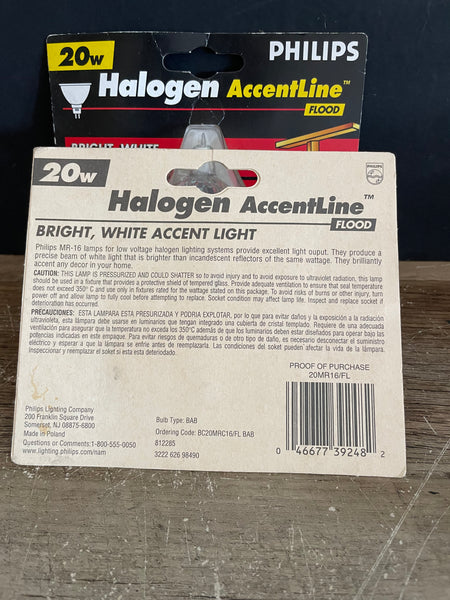 20w
PHILIPS
Halogen AccentLine™
FLOOD
BRIGHT, WHITE
20w
Halogen AccentLine™
FLOOD
PHILIPS
BRIGHT, WHITE ACCENT LIGHT
Philips MR-16 lamps for low voltage halogen lighting systems provide excellent light ouput. They produce a
precise beam of white light that is brighter than incandescent reflectors of the same wattage. They brilliantly
accent any decor in your home.
CAUTION: THIS LAMP IS PRESSURIZED AND COULD SHATTER so to avoid injury and to avoid exposure to ultraviolet radiation, this lamp
should be used in a fixture that provides a protective shield of tempered glass. Provide adequate ventilation to ensure that seal temperature
does not exceed 350° C and use only in fixtures rated for the wattage stated on this package. To avoid risks of burns or other injury, turn
power off and allow lamp to fully cool before attempting to replace. Socket condition may affect lamp life. Inspect and replace socket if
deterioration has occurred.
PRECAUCIONES: ESTA LAMPARA ESTA PRESURIZADA Y PODRIA EXPLOTAR, por lo que para evitar daños y la exposición a la radiación
ultravioleta, esta lámpara debe usarse en luminarias que tengan integrado una cubierta de cristal templado. Requiere de una adecuada
ventilación para asegurar que la temperatura no exceda los 350°C además de que los luminarios deben estar diseñados para operar bajo las
potencias indicadas en este empaque. Para evitar riesgos de quemaduras o de otro tipo de daño, es necesario desconectar el suministro
eléctrico y esperar a que la lámpara se enfríe antes de reemplazarla. Las condiciones del socket pueden afectar la vida de la lámpara.
Inspeccionar y reemplazar el soket si esta esta deteriorado.
PROOF OF PURCHASE
20MR16/FL
Philips Lighting Company
200 Franklin Square Drive
Somerset, NJ 08875-6800
Made in Poland
Questions or Comments:1-800-555-0050
www.lighting.philips.com/nam
Bulb Type: BAB
Ordering Code: BC20MRC16/FL BAB
812285
3222 626 98490
0 46677 39248 2